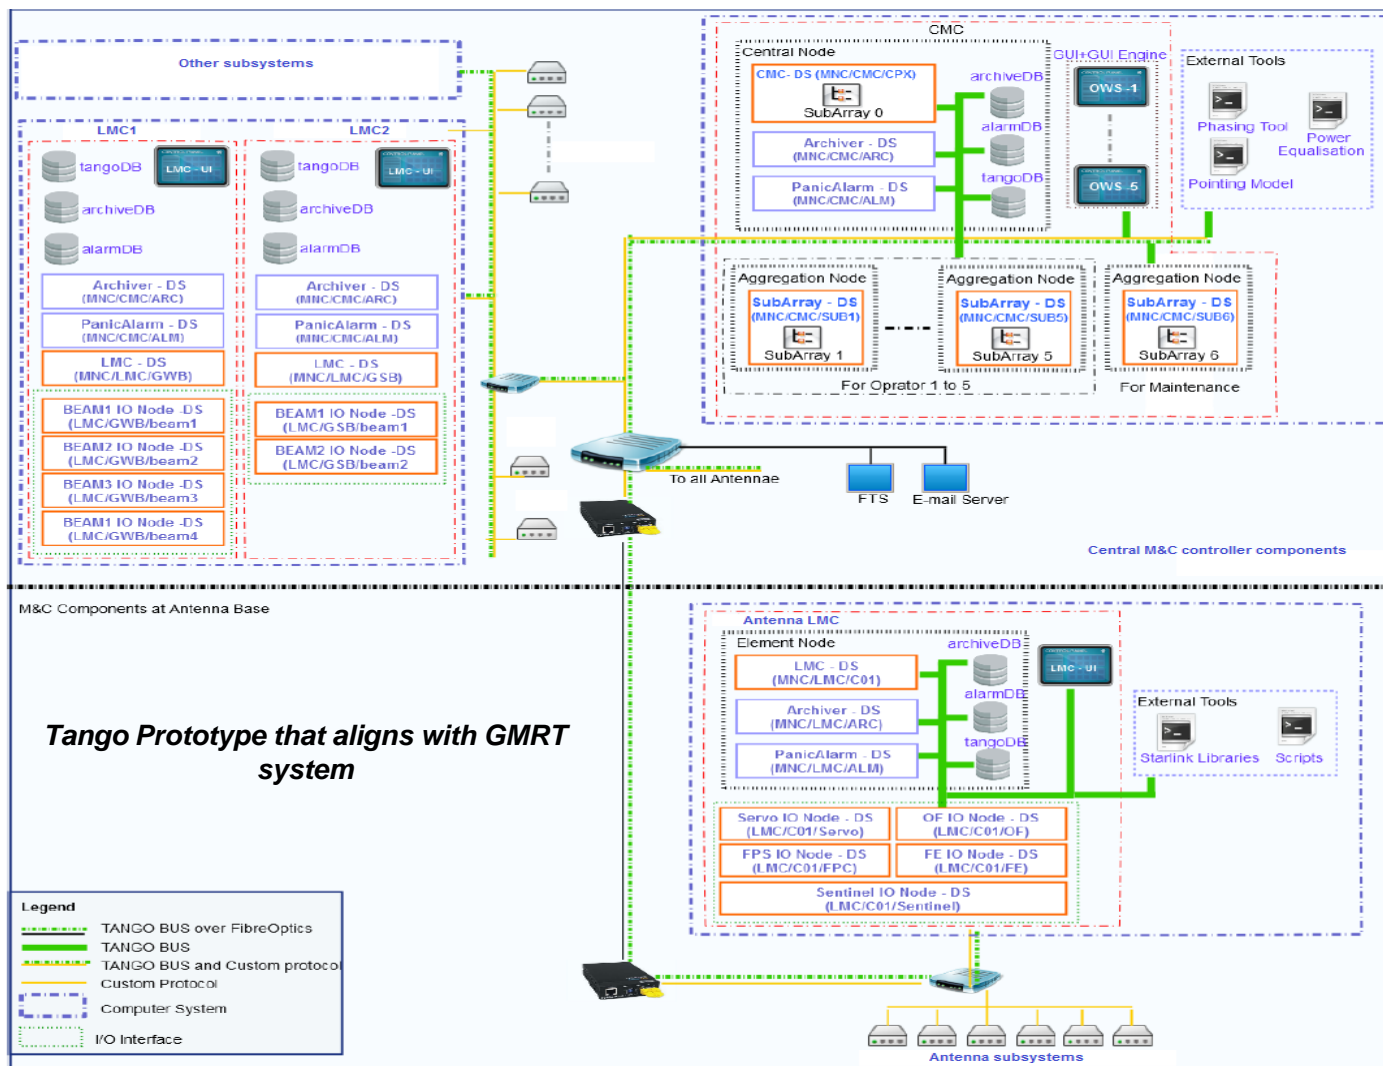 Other subsystems
LMC1
LMC2
tangoDB
LMC - UI
archiveDB
alarmDB
Archiver - DS
(MNC/CMC/ARC)
PanicAlarm - DS
(MNC/CMC/ALM)
LMC - DS
(MNC/LMC/GWB)
BEAM1 IO Node -DS
(LMC/GWB/beam1
BEAM2 IO Node -DS
(LMC/GWB/beam2
BEAM3 IO Node -DS
(LMC/GWB/beam3
BEAM1 IO Node -DS
(LMC/GWB/beam4
tangoDB
LMC - UI
archiveDB
alarmDB
Archiver - DS
(MNC/CMC/ARC)
PanicAlarm - DS
(MNC/CMC/ALM)
LMC - DS
(MNC/LMC/GSB)
BEAM1 IO Node -DS
(LMC/GSB/beam1
BEAM2 IO Node -DS
(LMC/GSB/beam2
CMC
Central Node
CMC- DS (MNC/CMC/CPX)
SubArray 0
Archiver - DS
(MNC/CMC/ARC)
PanicAlarm - DS
(MNC/CMC/ALM)
archiveDB
alarmDB
tangoDB
GUI+GUI Engine
OWS -1
OWS -5
External Tools
Phasing Tool
Power
Equalisation
Pointing Model
Aggregation Node
SubArray - DS
(MNC/CMC/SUB1)
SubArray 1
Aggregation Node
SubArray - DS
(MNC/CMC/SUB5)
SubArray 5
Aggregation Node
SubArray - DS
(MNC/CMC/SUB6)
SubArray 6
For Oprator 1 to 5
For Maintenance
To all Antennae
FTS
E-mail Server
Central M&C controller components
M&C Components at Antenna Base
Tango Prototype that aligns with GMRT
system
Antenna LMC
Element Node
LMC - DS
(MNC/LMC/C01)
Archiver - DS
(MNC/LMC/ARC)
PanicAlarm - DS
(MNC/LMC/ALM)
archiveDB
alarmDB
tangoDB
LMC - UI
External Tools
Starlink Libraries
Scripts
Servo IO Node - DS
(LMC/C01/Servo)
OF IO Node - DS
(LMC/C01/OF)
FPS IO Node - DS
(LMC/C01/FPC)
FE IO Node - DS
(LMC/C01/FE)
Sentinel IO Node - DS
(LMC/C01/Sentinel)
Antenna subsystems
Legend
TANGO BUS over FibreOptics
TANGO BUS
TANGO BUS and Custom protocol
Custom Protocol
Computer System
I/O Interface